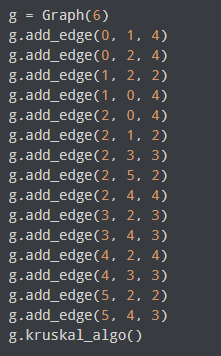 g = Graph(6)
g.add_edge(0, 1, 4)
g.add_edge(0, 2, 4)
g.add_edge(1, 2, 2)
g.add_edge(1, 0, 4)
g.add_edge(2, 0, 4)
g.add_edge(2, 1, 2)
g.add_edge(2, 3, 3)
g.add_edge(2, 5, 2)
g.add_edge(2, 4, 4)
g.add_edge(3, 2, 3)
g.add_edge(3, 4, 3)
g.add_edge(4, 2, 4)
g.add_edge(4, 3, 3)
g.add_edge(5, 2, 2)
g.add_edge(5, 4, 3)
g.kruskal_algo()